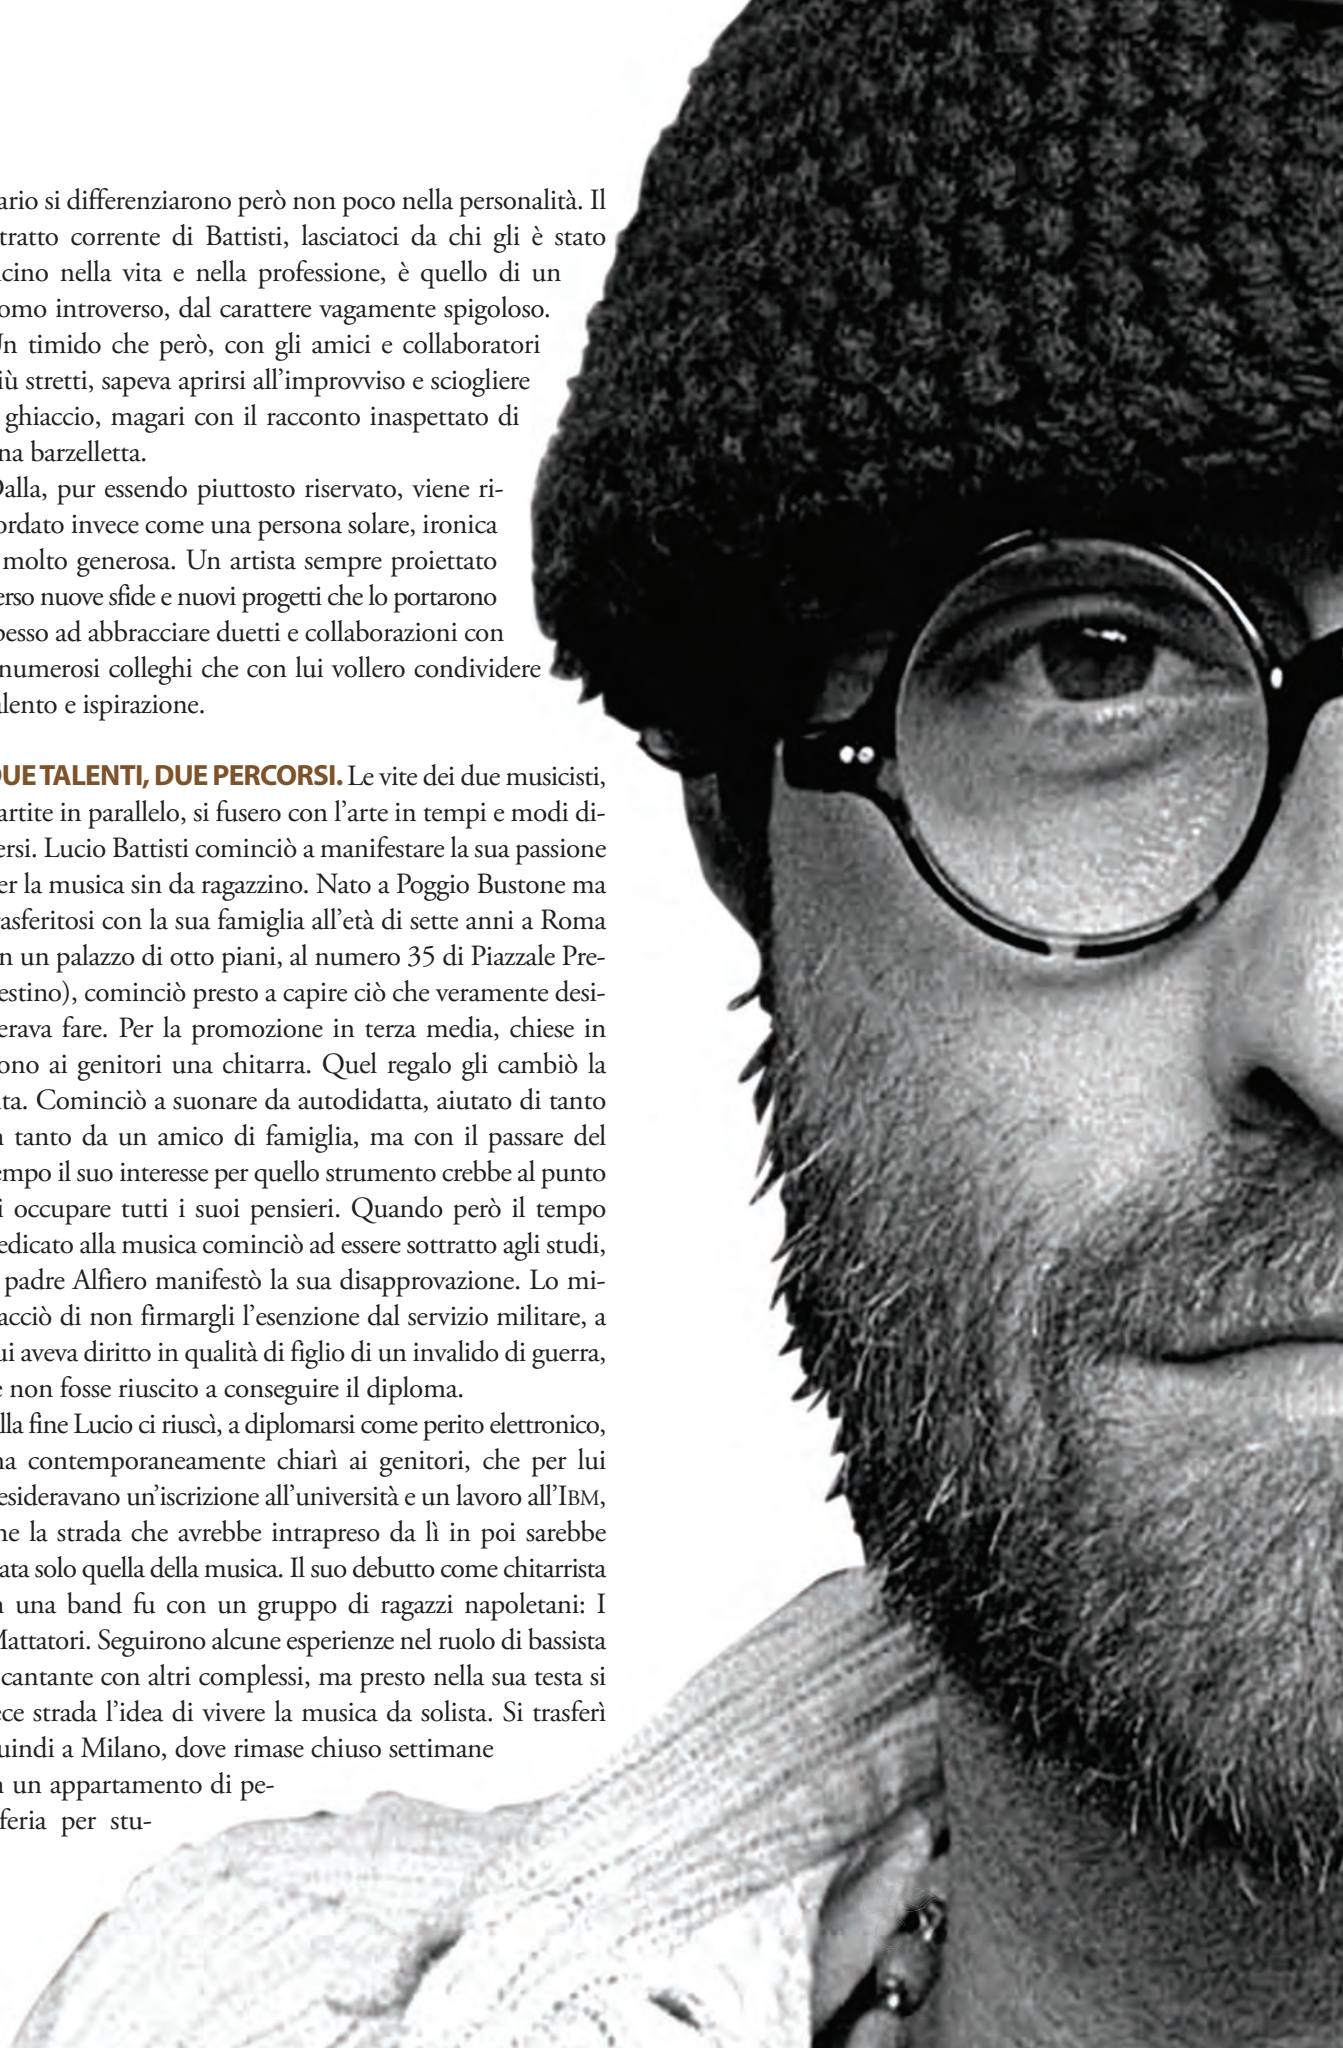 ario si differenziarono però non poco nella personalità. Il
tratto corrente di Battisti, lasciatoci da chi gli è stato
icino nella vita e nella professione, è quello di un
omo introverso, dal carattere vagamente spigoloso.
Un timido che però, con gli amici e collaboratori
iù stretti, sapeva aprirsi all’improvviso e sciogliere
ghiaccio, magari con il racconto inaspettato di
na barzelletta.
Dalla, pur essendo piuttosto riservato, viene ri-
ordato invece come una persona solare, ironica
molto generosa. Un artista sempre proiettato
erso nuove sfide e nuovi progetti che lo portarono
pesso ad abbracciare duetti e collaborazioni con
numerosi colleghi che con lui vollero condividere
alento e ispirazione.
DUE TALENTI, DUE PERCORSI. Le vite dei due musicisti,
artite in parallelo, si fusero con l’arte in tempi e modi di-
ersi. Lucio Battisti cominciò a manifestare la sua passione
er la musica sin da ragazzino. Nato a Poggio Bustone ma
rasferitosi con la sua famiglia all’età di sette anni a Roma
in un palazzo di otto piani, al numero 35 di Piazzale Pre-
estino), cominciò presto a capire ciò che veramente desi-
erava fare. Per la promozione in terza media, chiese in
ono ai genitori una chitarra. Quel regalo gli cambiò la
ita. Cominciò a suonare da autodidatta, aiutato di tanto
n tanto da un amico di famiglia, ma con il passare del
empo il suo interesse per quello strumento crebbe al punto
i occupare tutti i suoi pensieri. Quando però il tempo
edicato alla musica cominciò ad essere sottratto agli studi,
padre Alfiero manifestò la sua disapprovazione. Lo mi-
acciò di non firmargli l’esenzione dal servizio militare, a
ui aveva diritto in qualità di figlio di un invalido di guerra,
e non fosse riuscito a conseguire il diploma.
lla fine Lucio ci riuscì, a diplomarsi come perito elettronico,
ma contemporaneamente chiarì ai genitori, che per lui
esideravano un’iscrizione all’università e un lavoro all’IBM,
he la strada che avrebbe intrapreso da lì in poi sarebbe
ata solo quella della musica. Il suo debutto come chitarrista
n una band fu con un gruppo di ragazzi napoletani: I
Mattatori. Seguirono alcune esperienze nel ruolo di bassista
cantante con altri complessi, ma presto nella sua testa si
ece strada l’idea di vivere la musica da solista. Si trasferì
uindi a Milano, dove rimase chiuso settimane
n un appartamento di pe-
iferia per stu-